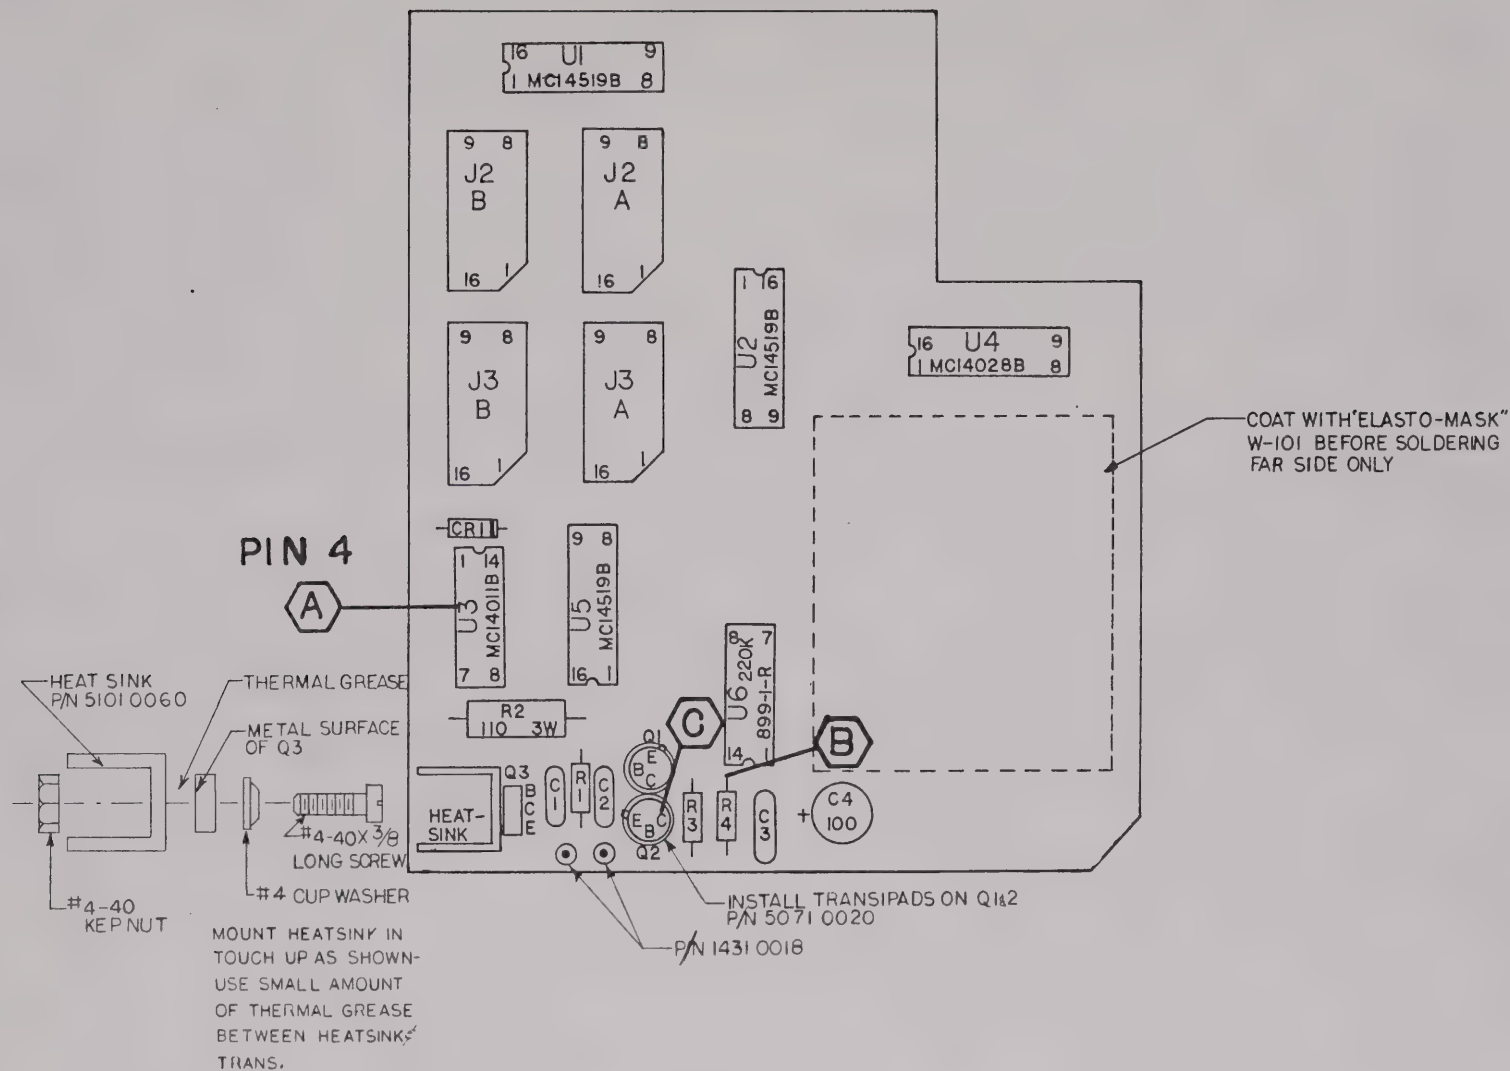 16 U1 9
1 MC14519B 8
9 8
J2
B
16 1
9 8
J2
A
16 1
1 16
U2
MC14519B
8 9
16 U4 9
1 MC14028B 8
9 8
J3
B
16 1
9 8
J3
A
16 1
COAT WITH "ELASTO-MASK"
W-101 BEFORE SOLDERING
FAR SIDE ONLY
CR1
PIN 4
A
1 14
U3
MC14011B
7 8
9 8
U5
MC14519B
16 1
8 7
U6
220K
899-1-R
14 1
C
B
R2
110 3W
HEAT SINK
P/N 5101 0060
THERMAL GREASE
METAL SURFACE
OF Q3
#4-40 X 3/8
LONG SCREW
#4 CUP WASHER
#4-40
KEP NUT
HEAT-
SINK
Q3
B
C
E
C1
R1
C2
Q1
E
B
C
E
B
C
Q2
R3
R4
C3
+
C4
100
INSTALL TRANSIPADS ON Q1&2
P/N 5071 0020
P/N 1431 0018
MOUNT HEATSINK IN
TOUCH UP AS SHOWN-
USE SMALL AMOUNT
OF THERMAL GREASE
BETWEEN HEATSINK &
TRANS.